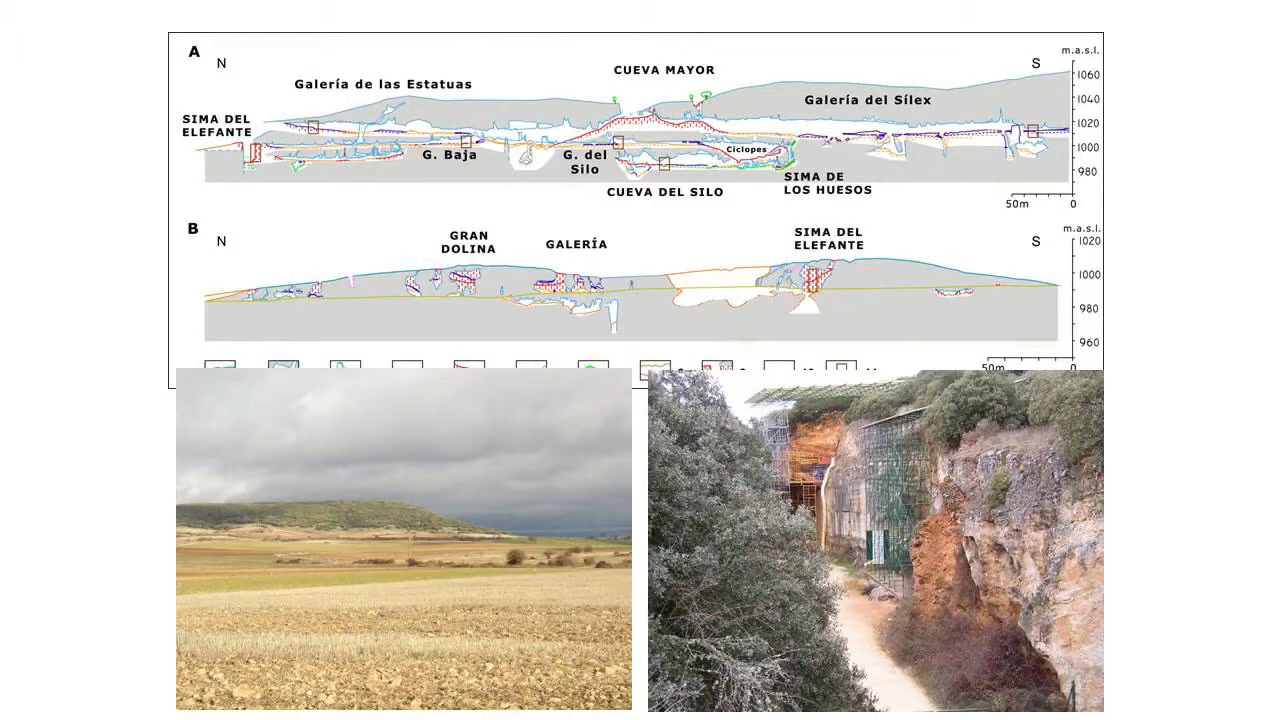 A
N
S
m.a.s.l.
CUEVA MAYOR
Galería de las Estatuas
Galería del Sílex
SIMA DEL
ELEFANTE
G. Baja
G. del
Silo
Ciclopes
SIMA DE
LOS HUESOS
CUEVA DEL SILO
1060
1040
1020
1000
980
50m
0
B
N
S
m.a.s.l.
GRAN
DOLINA
GALERÍA
SIMA DEL
ELEFANTE
1020
1000
980
960
50m
0